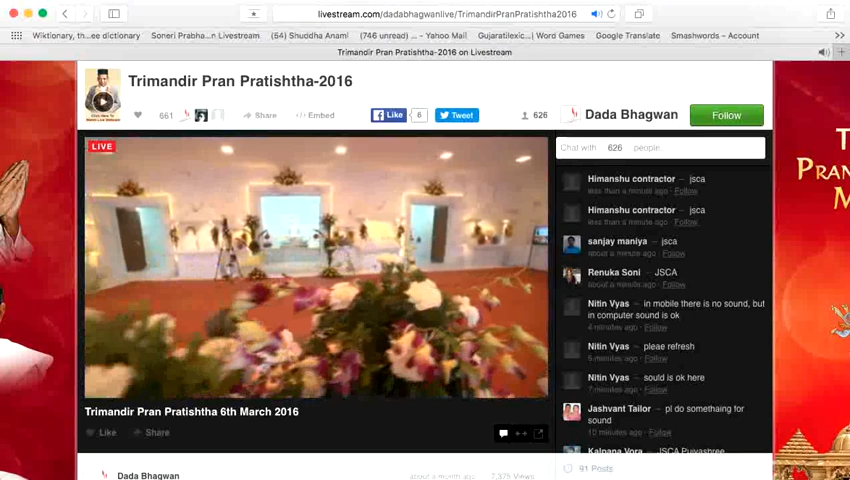 livestream.com/dadabhagwanlive/TrimandirPranPratishtha2016
Wiktionary, th...ee dictionary
Soneri Prabha...n Livestream
(54) Shuddha Anami
(746 unread) ... – Yahoo Mail
Gujaratilexic...| Word Games
Google Translate
Smashwords – Account
Trimandir Pran Pratishtha-2016 on Livestream
Trimandir Pran Pratishtha-2016
661
Share
Embed
Like
6
Tweet
626
Dada Bhagwan
Follow
LIVE
Chat with 626 people.
Himanshu contractor – jsca
less than a minute ago · Follow
Himanshu contractor – jsca
less than a minute ago · Follow
sanjay maniya – jsca
about a minute ago · Follow
Renuka Soni – JSCA
about a minute ago · Follow
Nitin Vyas – in mobile there is no sound, but
in computer sound is ok
4 minutes ago · Follow
Nitin Vyas – pleae refresh
Follow
Nitin Vyas – sould is ok here
7 minutes ago · Follow
Jashvant Tailor – pl do somethaing for
sound
10 minutes ago · Follow
Kalpana Vora – JSCA
91 Posts
Trimandir Pran Pratishtha 6th March 2016
Like
Share
Dada Bhagwan
about a month ago
7,375 Views